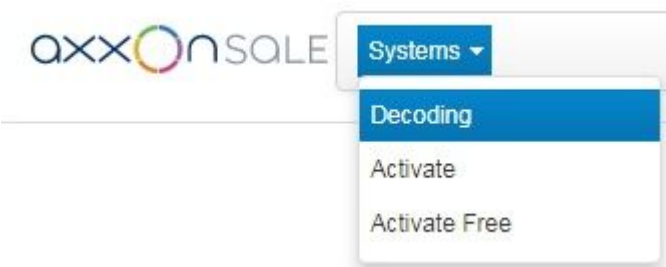 axxonsale
Systems
Decoding
Activate
Activate Free